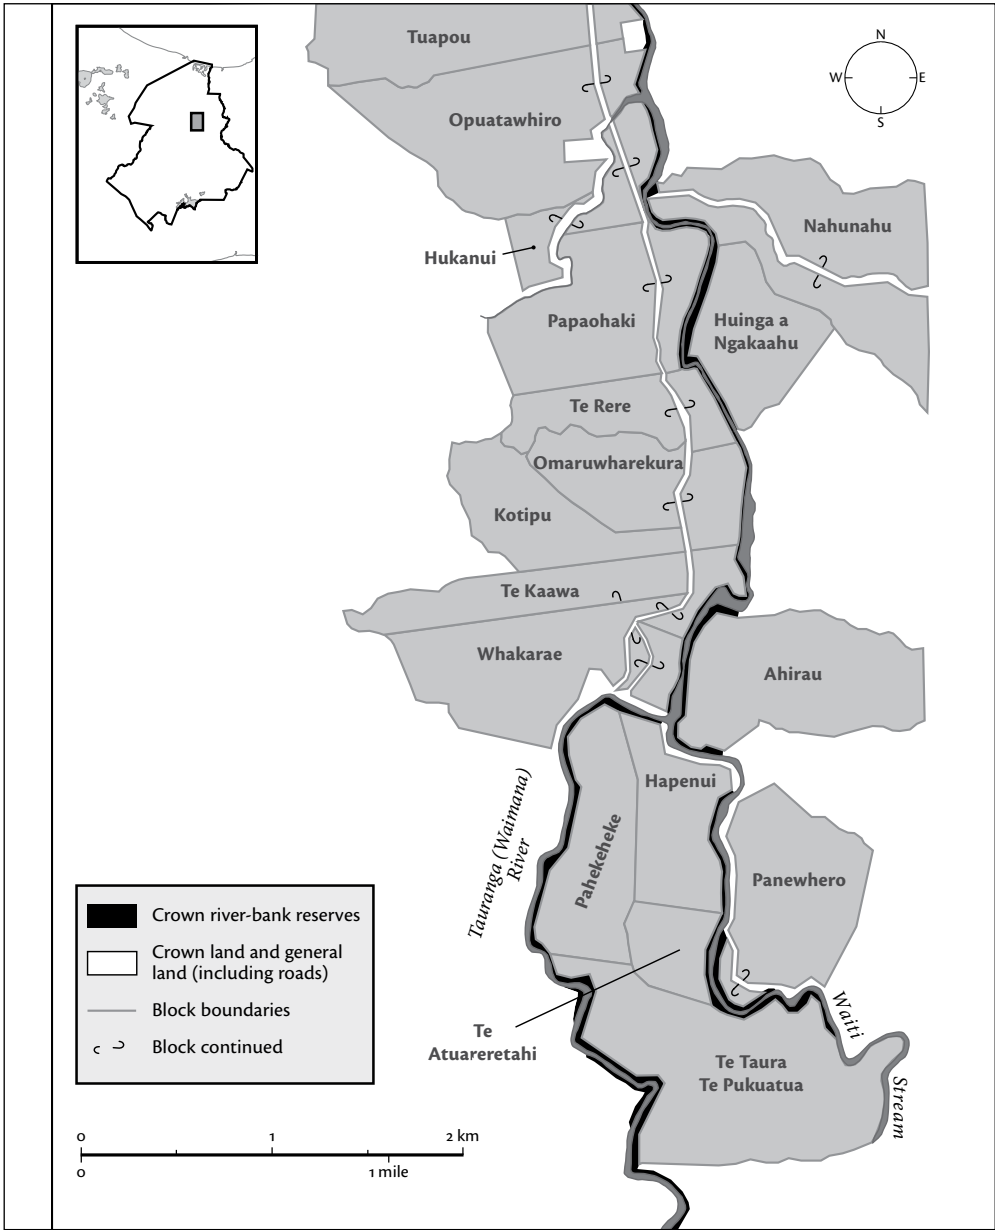 Tuapou
N
W
E
S
Opuatawhiro
Nahunahu
Hukanui
Papaohaki
Huinga a
Ngakaahu
Te Rere
Omaruwharekura
Kotipu
Te Kaawa
Whakarae
Ahirau
Hapenui
Tauranga (Waimana)
River
Pahekeheke
Panewhero
Crown river-bank reserves
Crown land and general
land (including roads)
Block boundaries
Block continued
Te
Atuareretahi
Waiti
Stream
Te Taura
Te Pukuatua
0
1
2 km
0
1 mile